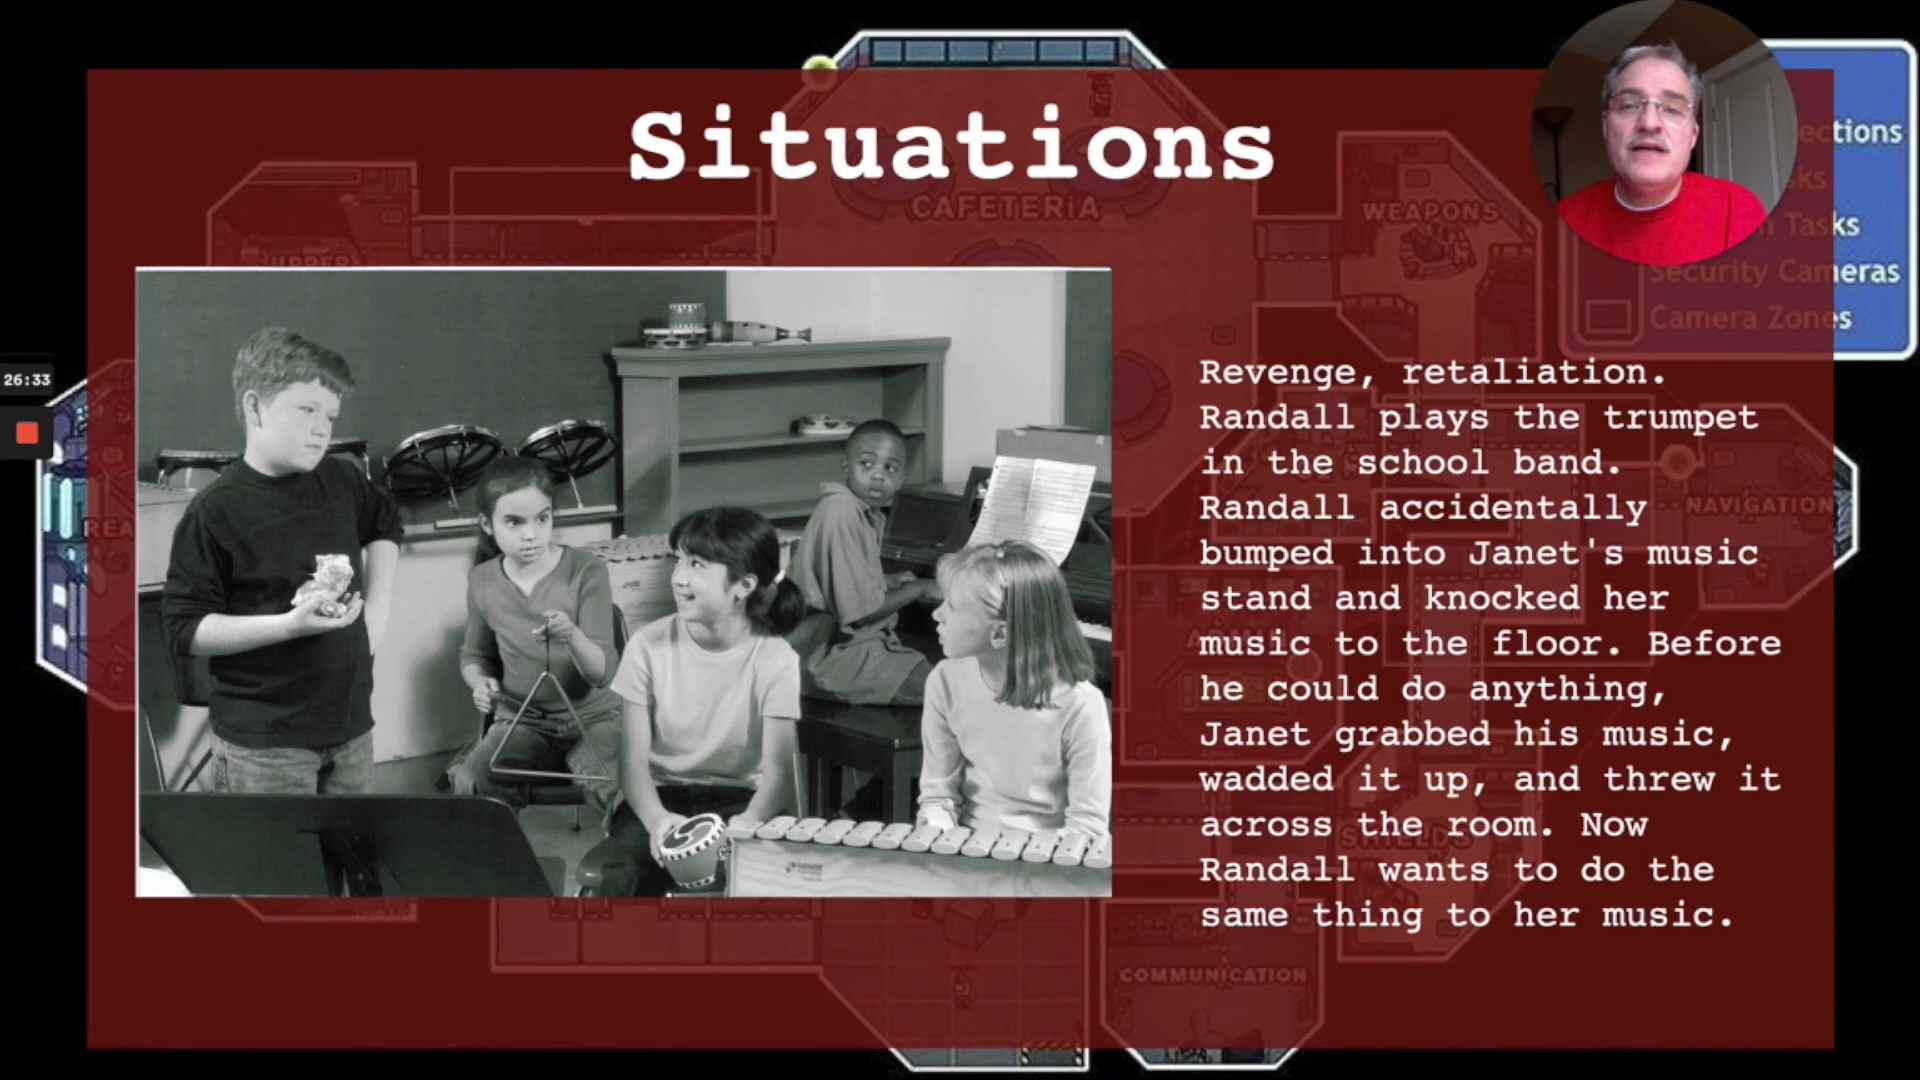 Situations
CAFETERIA
WEAPONS
UPPER
Tasks
Security Cameras
Camera Zones
26:33
REA
NAVIGATION
Revenge, retaliation.
Randall plays the trumpet
in the school band.
Randall accidentally
bumped into Janet's music
stand and knocked her
music to the floor. Before
he could do anything,
Janet grabbed his music,
wadded it up, and threw it
across the room. Now
Randall wants to do the
same thing to her music.
SHIELDS
COMMUNICATION